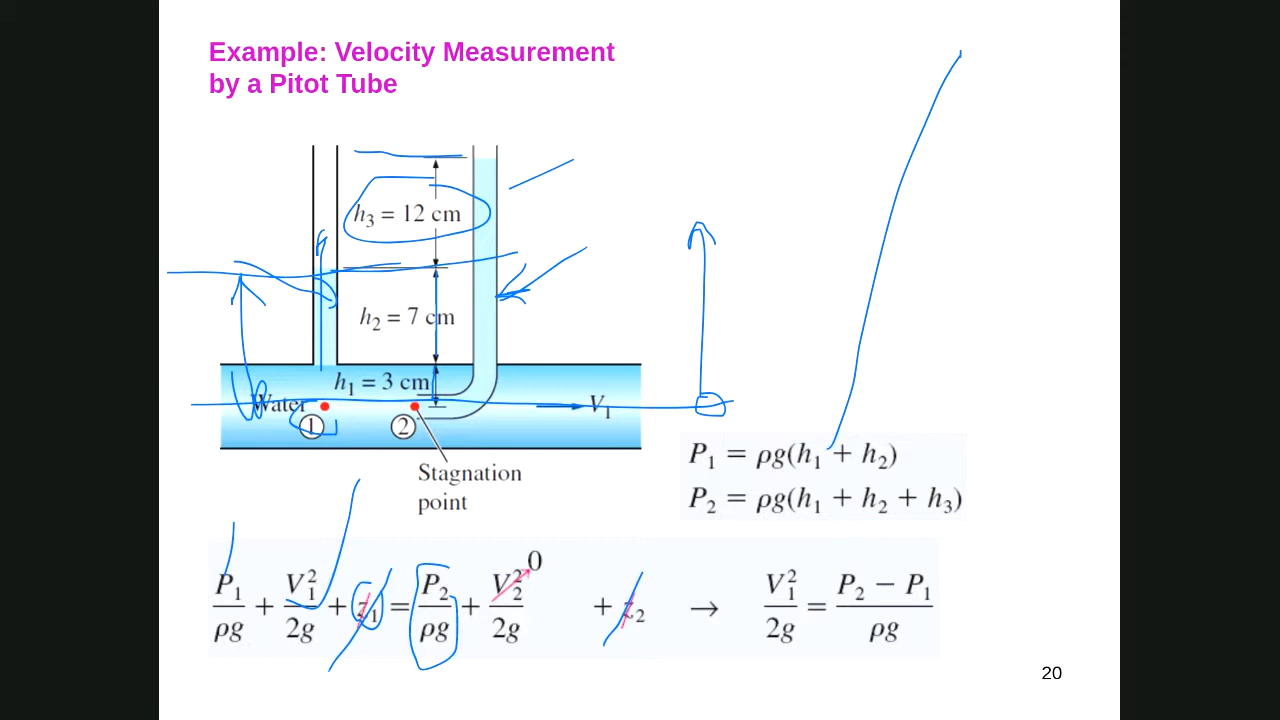 Example: Velocity Measurement
by a Pitot Tube
h₃ = 12 cm
h₂ = 7 cm
h₁ = 3 cm
Water
V₁
① ②
Stagnation
point
P₁ = ρg(h₁ + h₂)
P₂ = ρg(h₁ + h₂ + h₃)
P₁/ρg + V₁²/2g + z₁ = P₂/ρg + V₂²/2g 0 + z₂ → V₁²/2g = (P₂ − P₁)/ρg
20